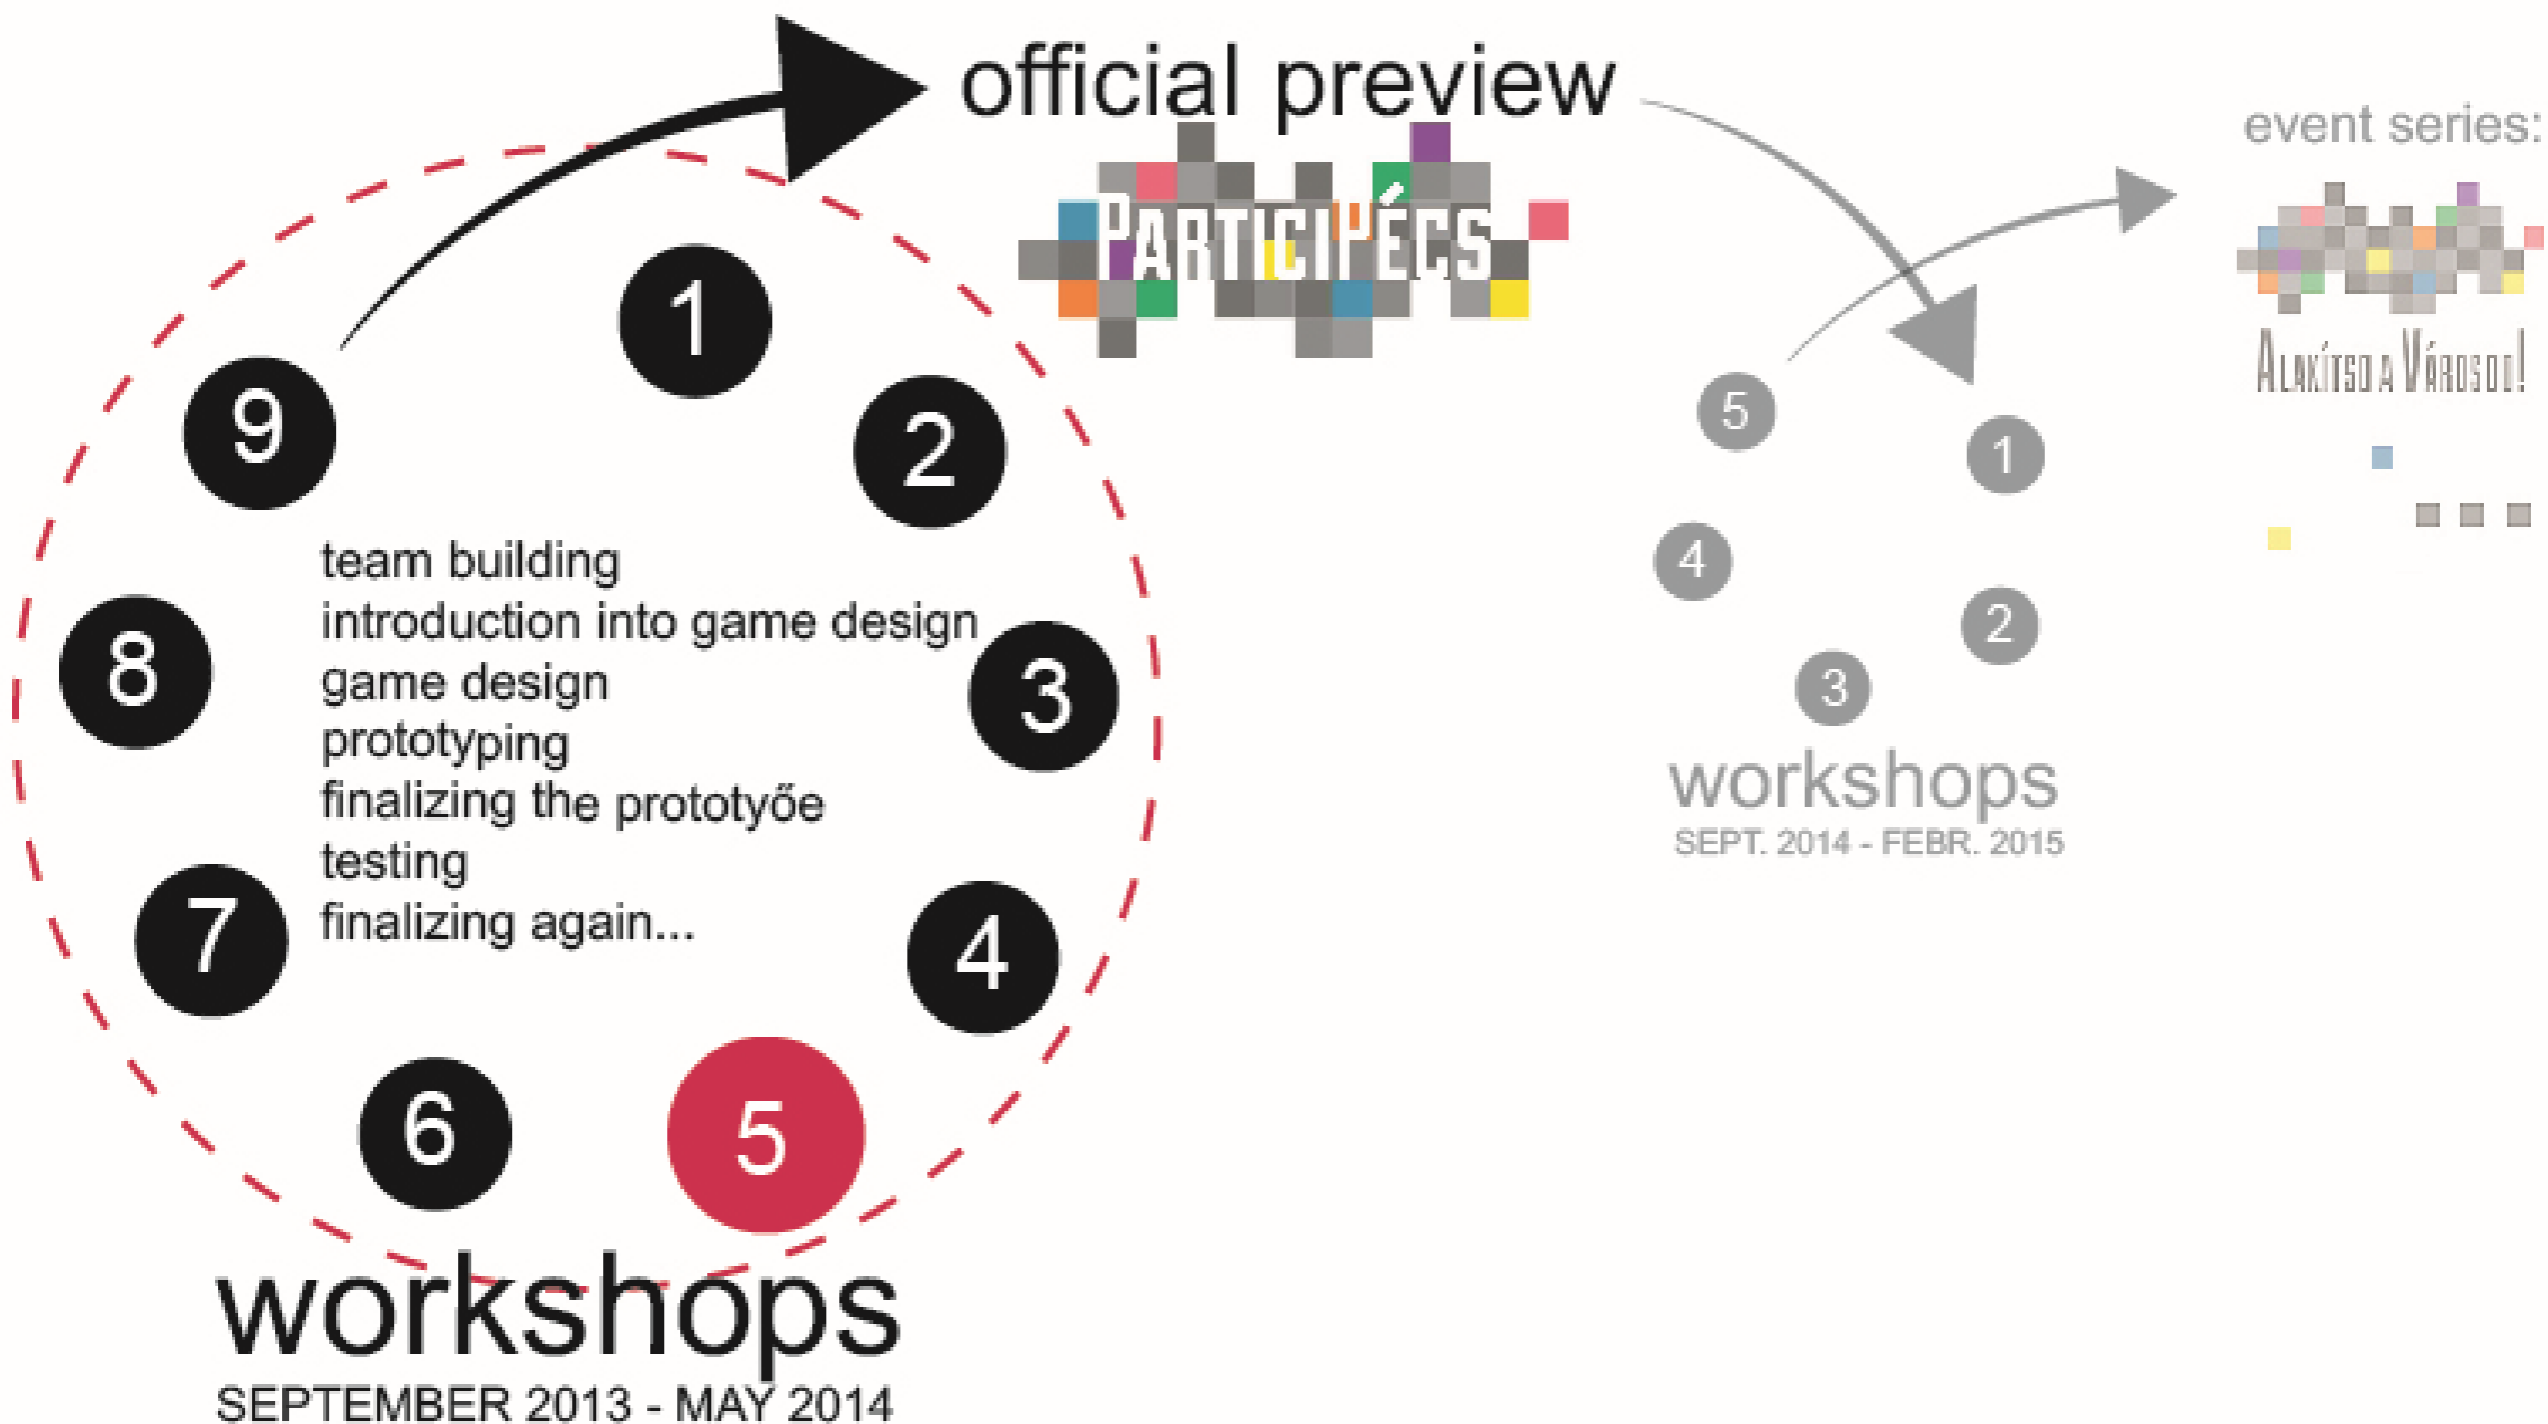 official preview
PARTICIPÉCS
1
2
3
4
5
6
7
8
9
team building
introduction into game design
game design
prototyping
finalizing the prototyőe
testing
finalizing again...
workshops
SEPTEMBER 2013 - MAY 2014
1
2
3
4
5
workshops
SEPT. 2014 - FEBR. 2015
event series:
ALAKÍTSD A VÁROSOD!